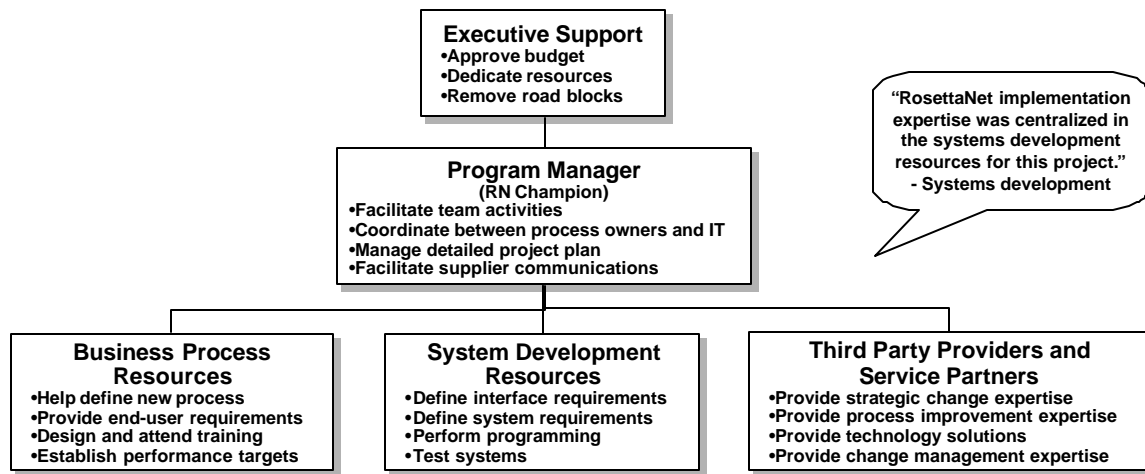 Executive Support
•Approve budget
•Dedicate resources
•Remove road blocks
“RosettaNet implementation
expertise was centralized in
the systems development
resources for this project.”
- Systems development
Program Manager
(RN Champion)
•Facilitate team activities
•Coordinate between process owners and IT
•Manage detailed project plan
•Facilitate supplier communications
Business Process
Resources
•Help define new process
•Provide end-user requirements
•Design and attend training
•Establish performance targets
System Development
Resources
•Define interface requirements
•Define system requirements
•Perform programming
•Test systems
Third Party Providers and
Service Partners
•Provide strategic change expertise
•Provide process improvement expertise
•Provide technology solutions
•Provide change management expertise